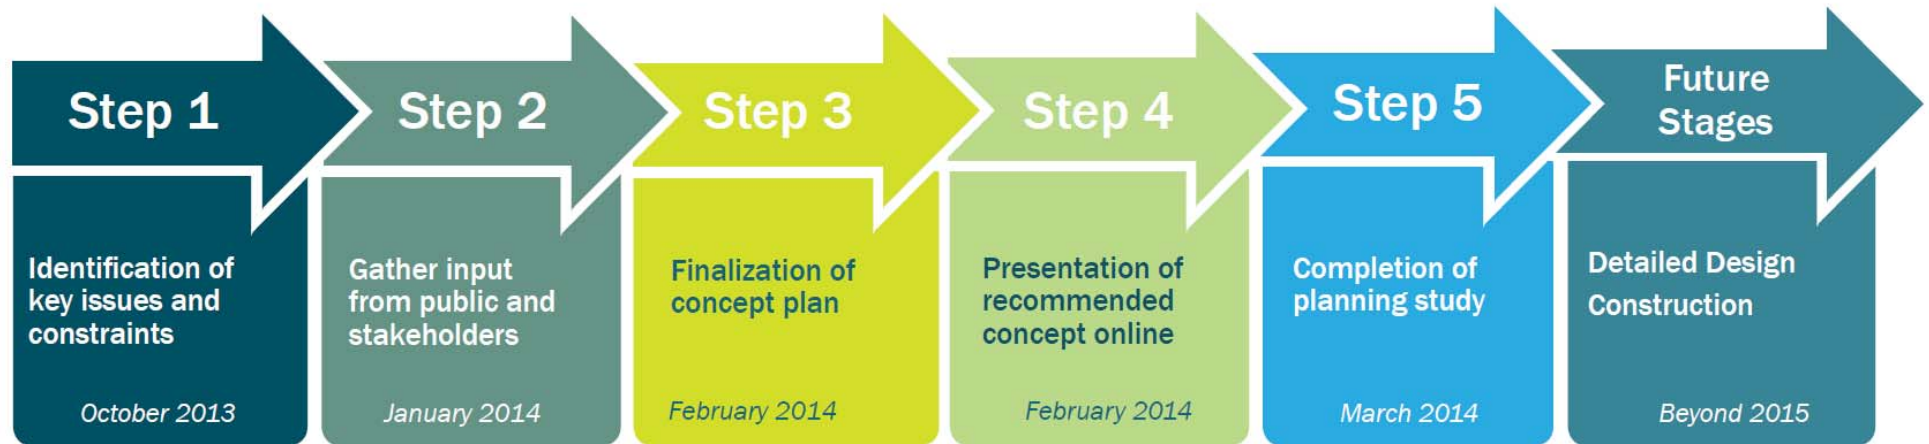 Step 1
Identification of
key issues and
constraints
October 2013
Step 2
Gather input
from public and
stakeholders
January 2014
Step 3
Finalization of
concept plan
February 2014
Step 4
Presentation of
recommended
concept online
February 2014
Step 5
Completion of
planning study
March 2014
Future
Stages
Detailed Design
Construction
Beyond 2015